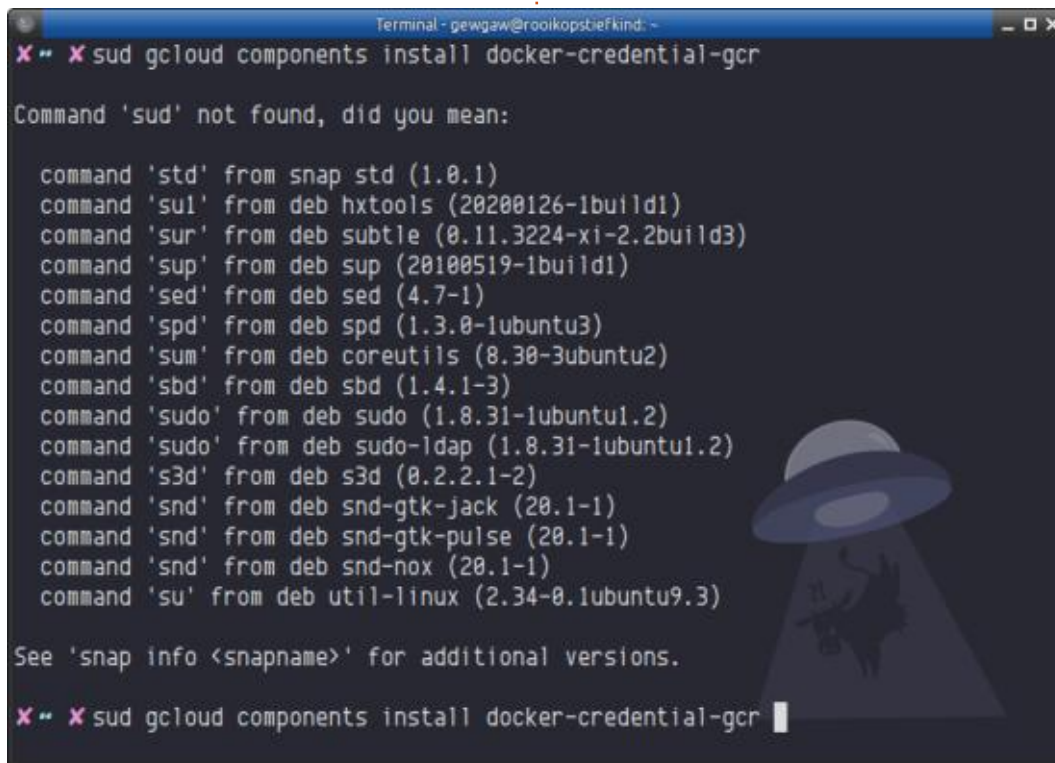 Terminal - gewgaw@rooikopstiefkind: ~
✘ ~ ✘ sud gcloud components install docker-credential-gcr
Command 'sud' not found, did you mean:
command 'std' from snap std (1.0.1)
command 'su1' from deb hxtools (20200126-1build1)
command 'sur' from deb subtle (0.11.3224-xi-2.2build3)
command 'sup' from deb sup (20100519-1build1)
command 'sed' from deb sed (4.7-1)
command 'spd' from deb spd (1.3.0-1ubuntu3)
command 'sum' from deb coreutils (8.30-3ubuntu2)
command 'sbd' from deb sbd (1.4.1-3)
command 'sudo' from deb sudo (1.8.31-1ubuntu1.2)
command 'sudo' from deb sudo-ldap (1.8.31-1ubuntu1.2)
command 's3d' from deb s3d (0.2.2.1-2)
command 'snd' from deb snd-gtk-jack (20.1-1)
command 'snd' from deb snd-gtk-pulse (20.1-1)
command 'snd' from deb snd-nox (20.1-1)
command 'su' from deb util-linux (2.34-0.1ubuntu9.3)
See 'snap info <snapname>' for additional versions.
✘ ~ ✘ sud gcloud components install docker-credential-gcr